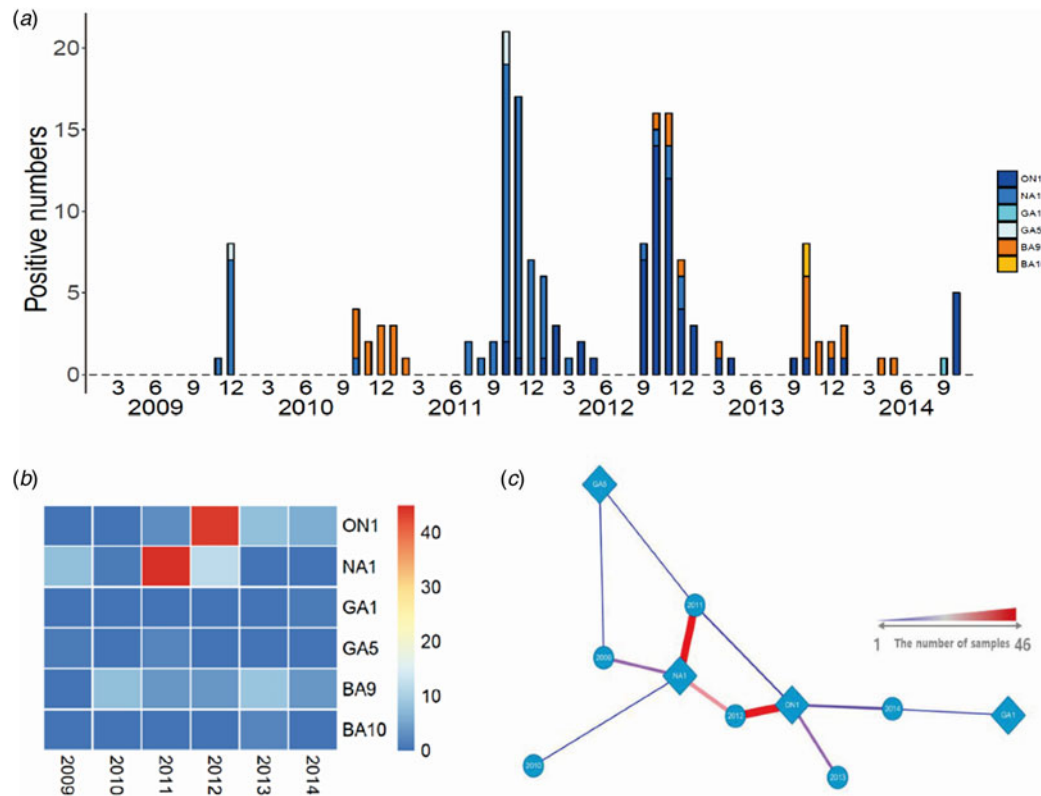 (a)
Positive numbers
20
15
10
5
0
3 6 9 12 3 6 9 12 3 6 9 12 3 6 9 12 3 6 9 12 3 6 9
2009 2010 2011 2012 2013 2014
ON1
NA1
GA1
GA5
BA9
BA10
(b)
ON1
NA1
GA1
GA5
BA9
BA10
2009
2010
2011
2012
2013
2014
40
30
20
10
0
(c)
GA5
2011
2009
NA1
2012
ON1
2014
GA1
2010
2013
1 The number of samples 46